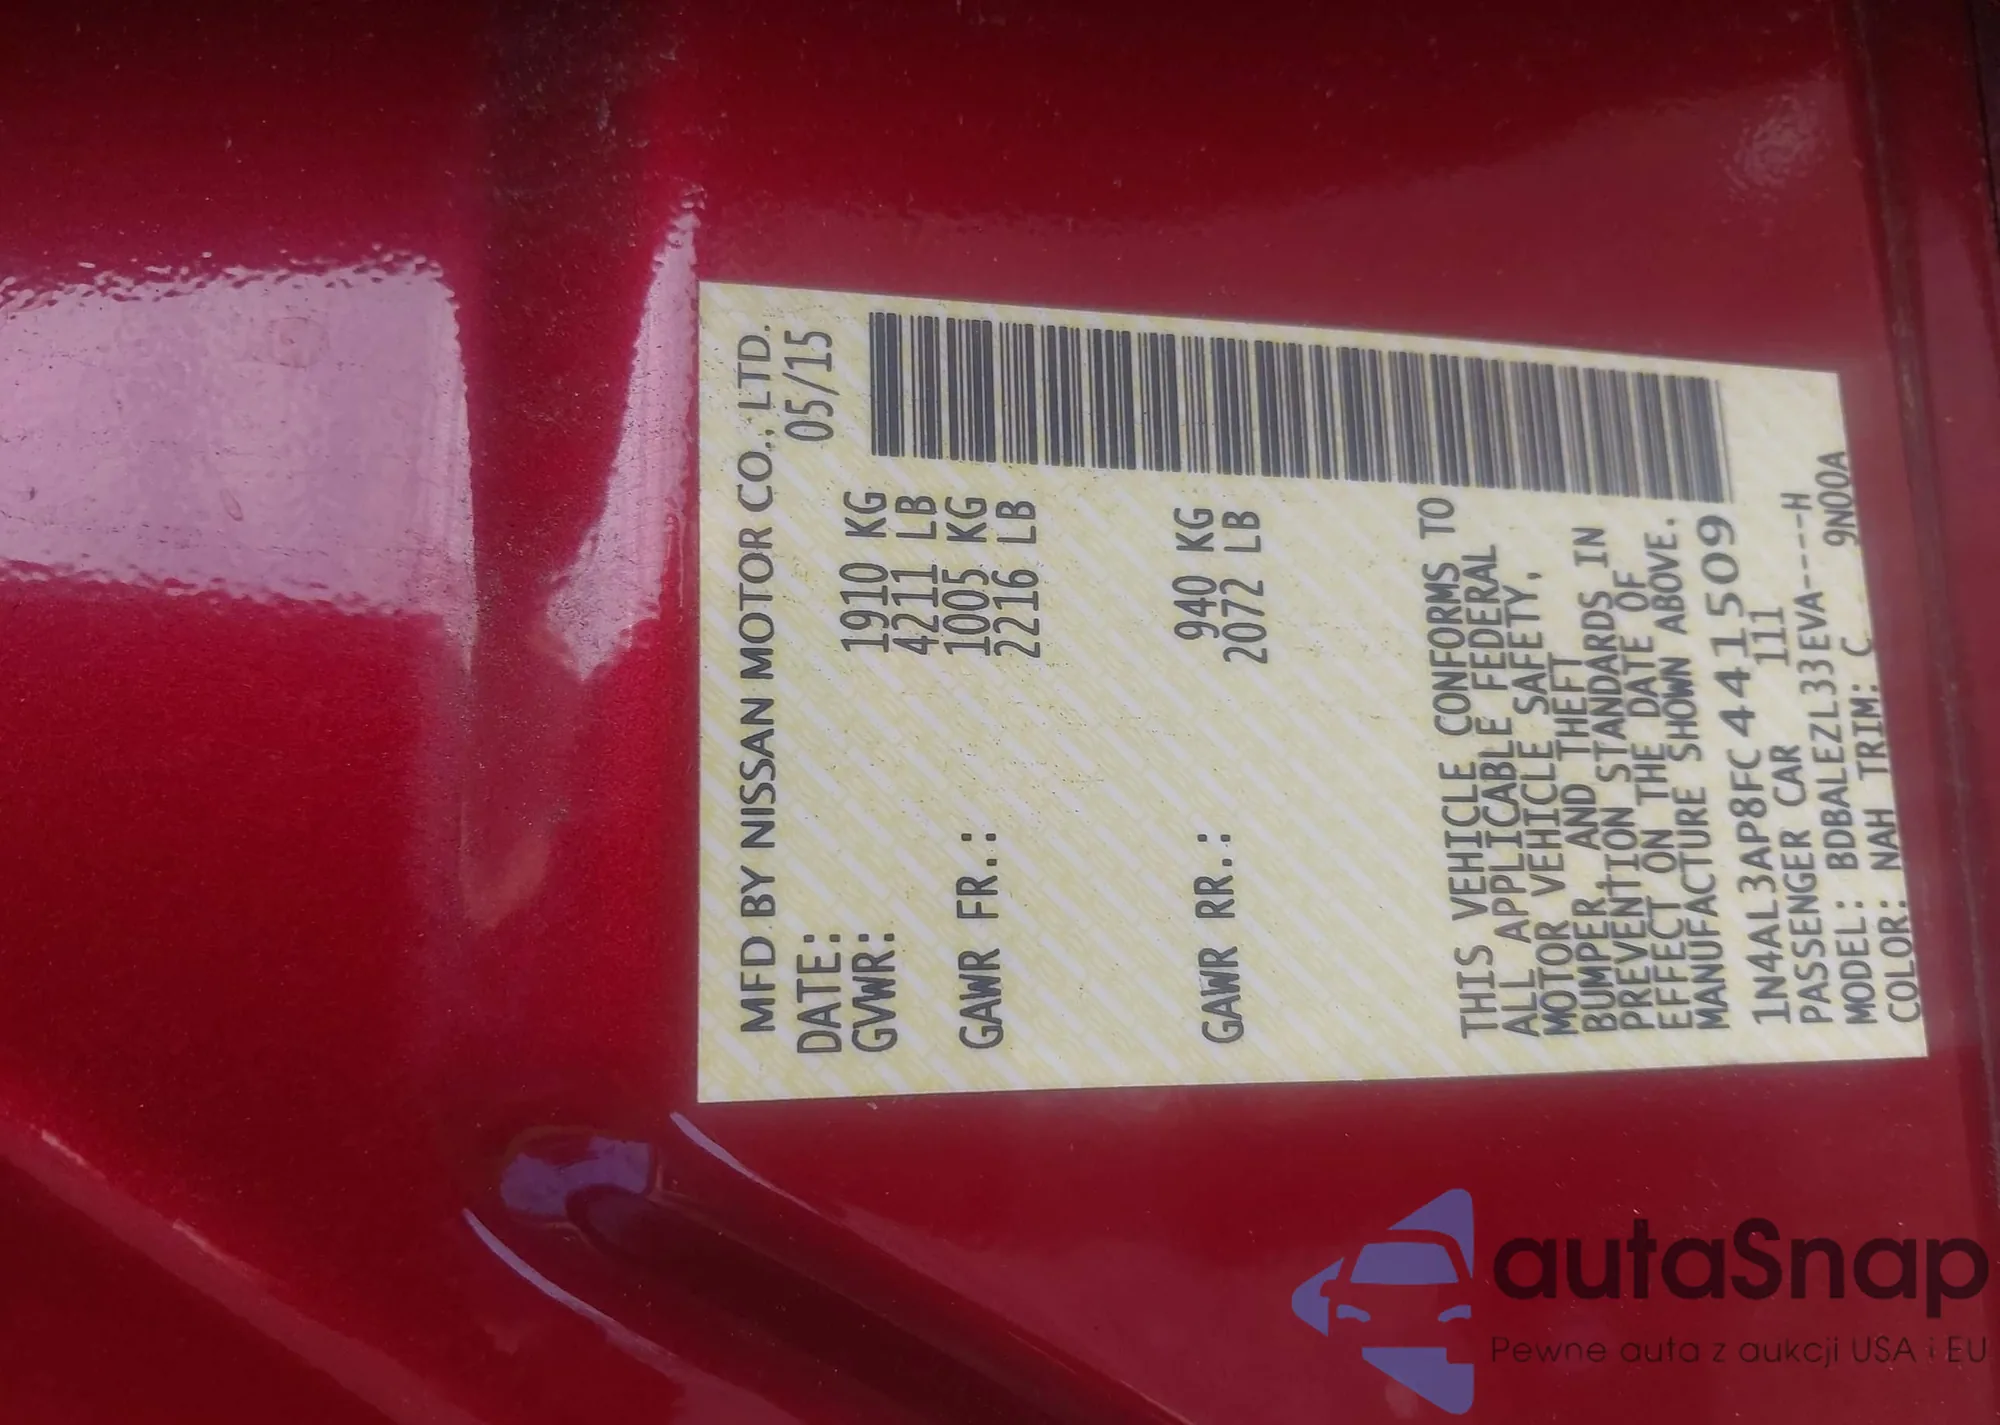 MFD BY NISSAN MOTOR CO., LTD.
DATE: 05/15
GVWR: 1910 KG
4211 LB
GAWR FR.: 1005 KG
2216 LB
GAWR RR.: 940 KG
2072 LB
THIS VEHICLE CONFORMS TO
ALL APPLICABLE FEDERAL
MOTOR VEHICLE SAFETY,
BUMPER, AND THEFT
PREVENTION STANDARDS IN
EFFECT ON THE DATE OF
MANUFACTURE SHOWN ABOVE.
1N4AL3AP8FC441509
PASSENGER CAR 111
MODEL: BDBALEZL33EVA----H
COLOR: NAH TRIM: C 9N00A
autaSnap
Pewne auta z aukcji USA i EU